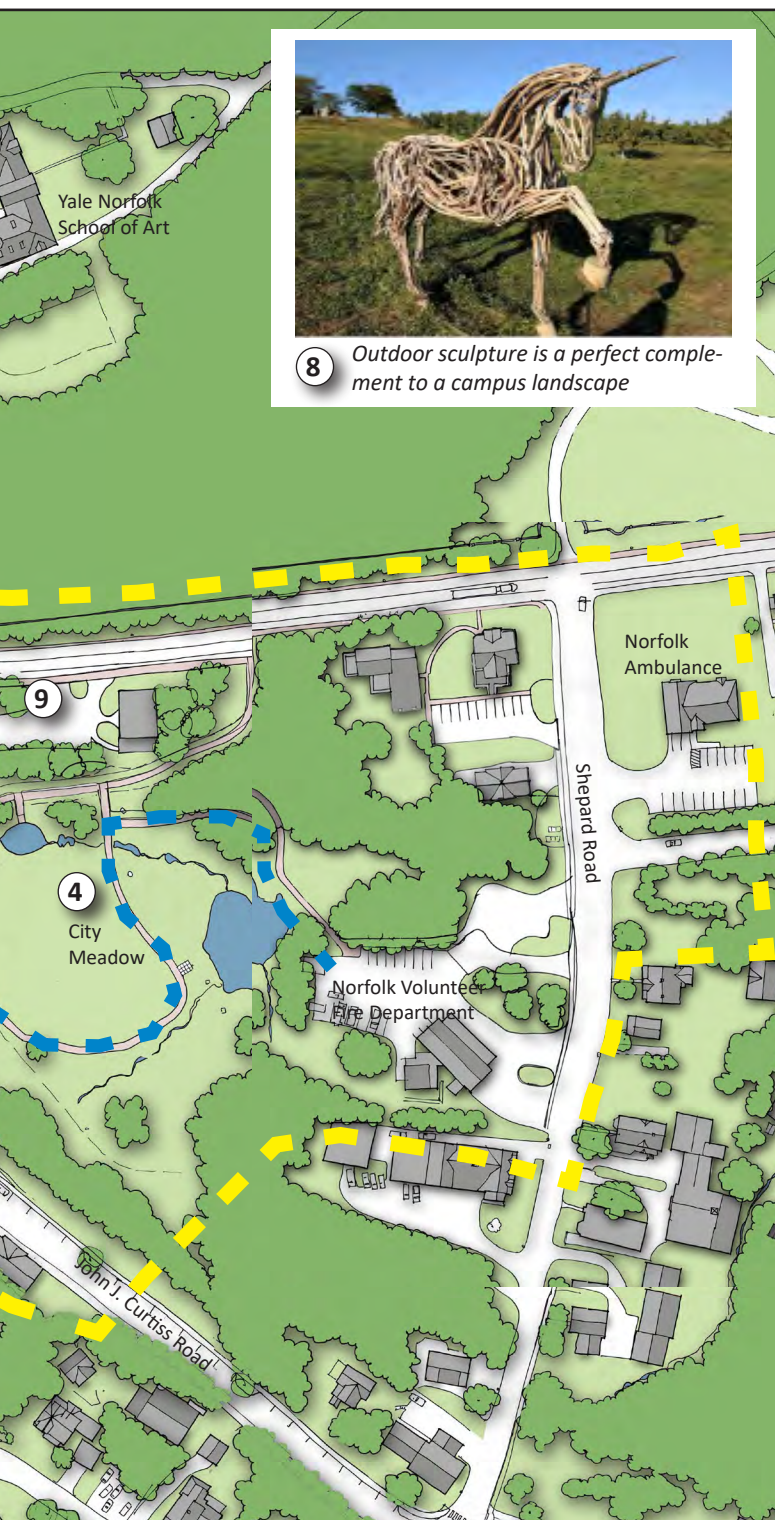 Yale Norfolk
School of Art
8
Outdoor sculpture is a perfect comple-
ment to a campus landscape
Norfolk
Ambulance
9
Shepard Road
4
City
Meadow
Norfolk Volunteer
Fire Department
John J. Curtiss Road